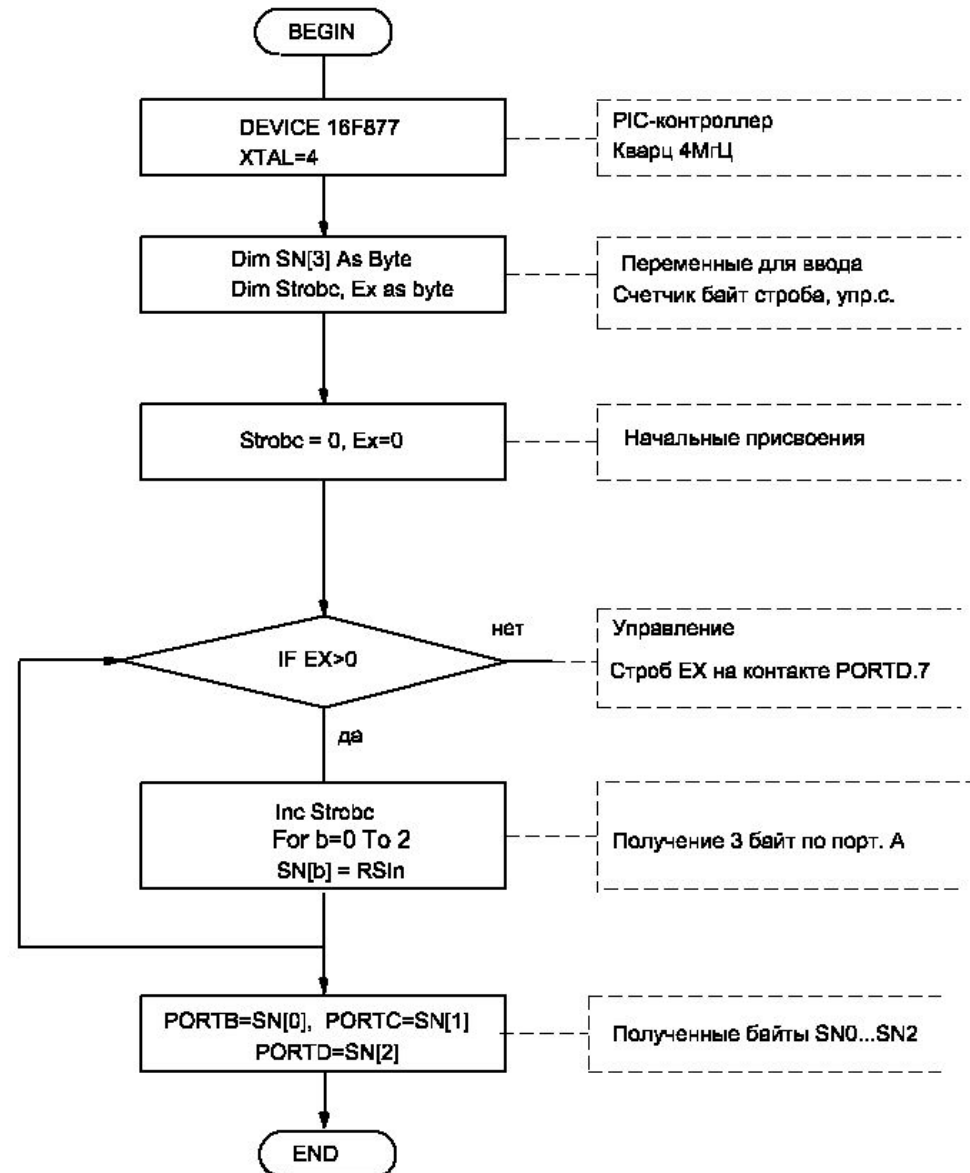 BEGIN
DEVICE 16F877
XTAL=4
PIC-контроллер
Кварц 4МГЦ
Dim SN[3] As Byte
Dim Strobc, Ex as byte
Переменные для ввода
Счетчик байт строба, упр.с.
Strobc = 0, Ex=0
Начальные присвоения
IF EX>0
нет
Управление
Строб EX на контакте PORTD.7
да
Inc Strobc
For b=0 To 2
SN[b] = RSIn
Получение 3 байт по порт. А
PORTB=SN[0], PORTC=SN[1]
PORTD=SN[2]
Полученные байты SN0...SN2
END